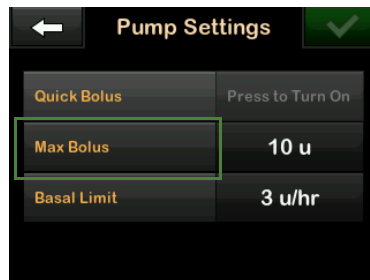 Pump Settings
Quick Bolus Press to Turn On
Max Bolus 10 u
Basal Limit 3 u/hr